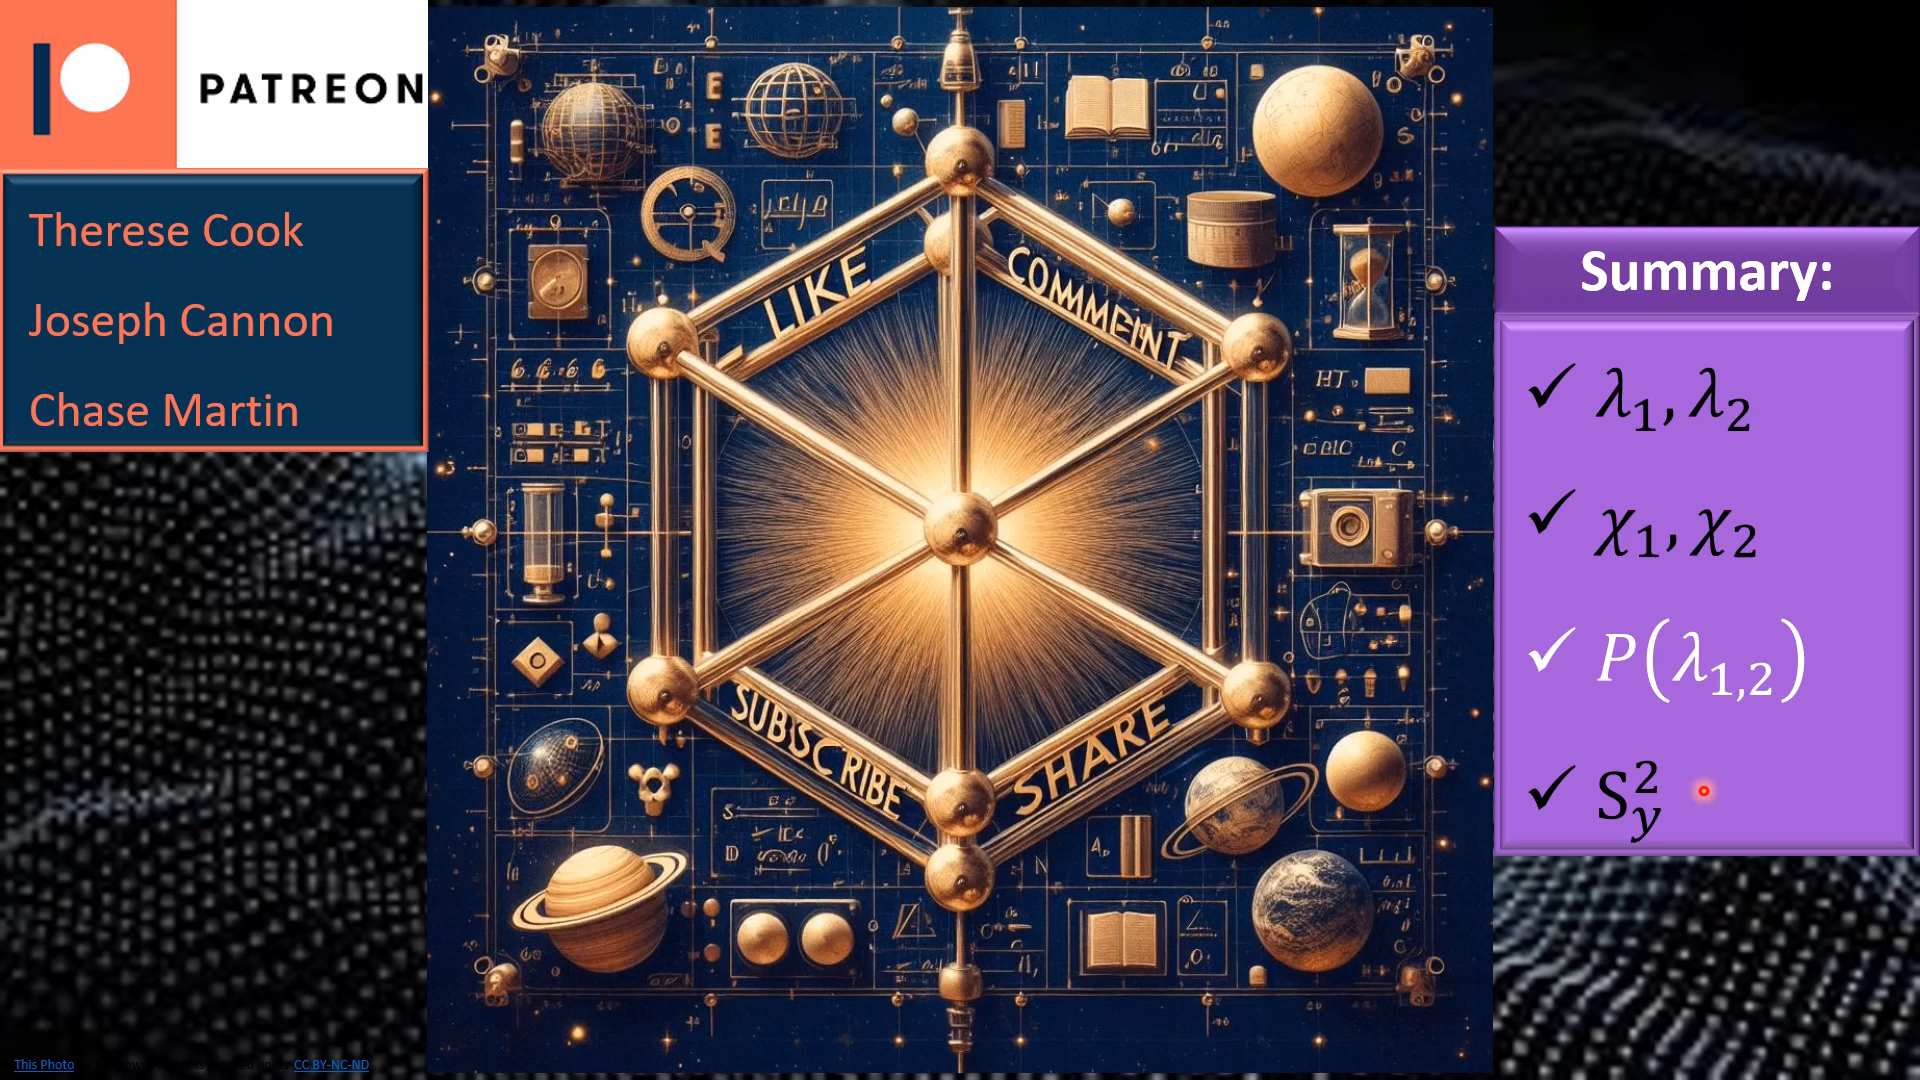 PATREON
Therese Cook
Joseph Cannon
Chase Martin
LIKE
COMMEINT
SUBSCRIBE
SHARE
Summary:
✓ λ₁, λ₂
✓ χ₁, χ₂
✓ P(λ₁,₂)
✓ S²ᵧ
This Photo
CC BY-NC-ND